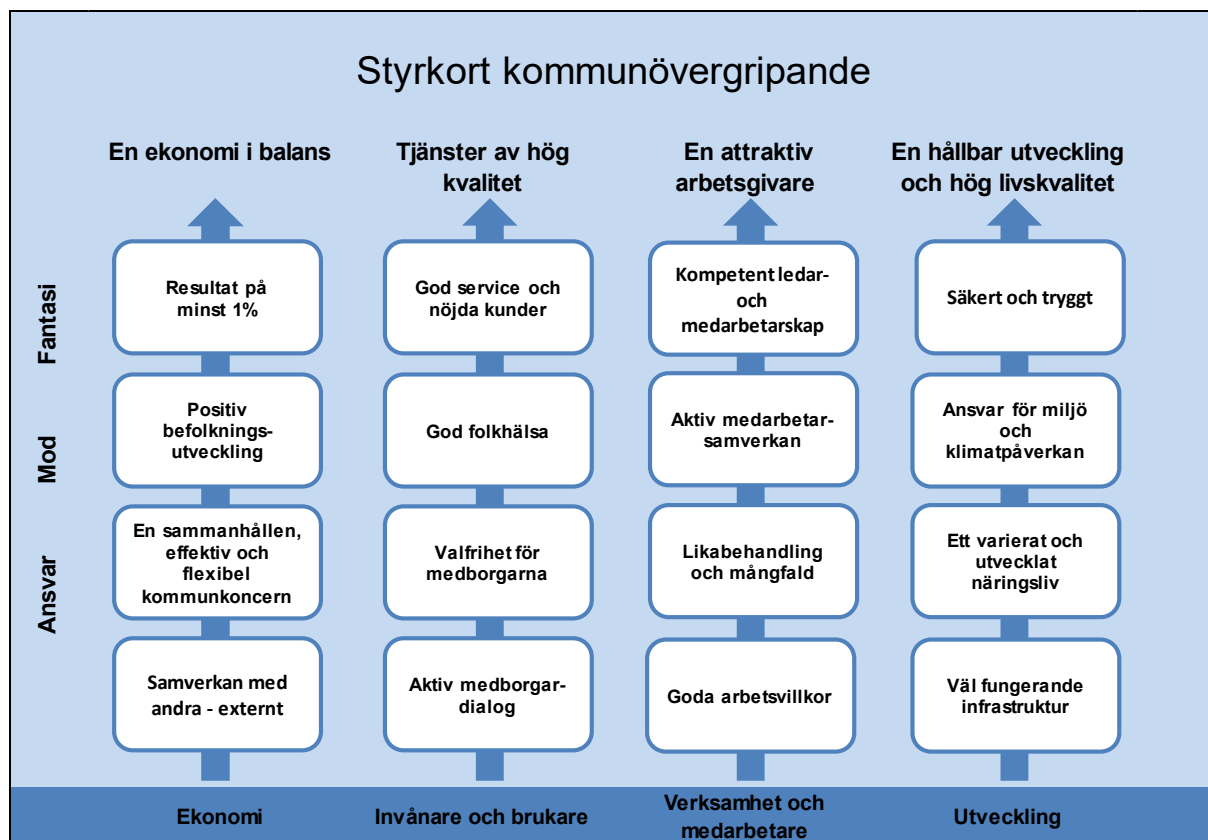 Styrkort kommunövergripande
En ekonomi i balans
Tjänster av hög
kvalitet
En attraktiv
arbetsgivare
En hållbar utveckling
och hög livskvalitet
Fantasi
Resultat på
minst 1%
God service och
nöjda kunder
Kompetent ledar-
och
medarbetarskap
Säkert och tryggt
Mod
Positiv
befolknings-
utveckling
God folkhälsa
Aktiv medarbetar-
samverkan
Ansvar för miljö
och
klimatpåverkan
Ansvar
En sammanhållen,
effektiv och
flexibel
kommunkoncern
Valfrihet för
medborgarna
Likabehandling
och mångfald
Ett varierat och
utvecklat
näringsliv
Samverkan med
andra - externt
Aktiv medborgar-
dialog
Goda arbetsvillkor
Väl fungerande
infrastruktur
Ekonomi
Invånare och brukare
Verksamhet och
medarbetare
Utveckling